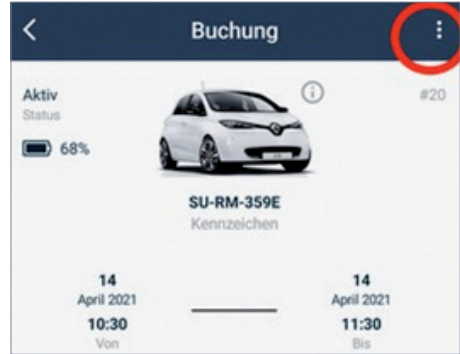 Buchung
Aktiv
Status
#20
68%
SU-RM-359E
Kennzeichen
14
April 2021
10:30
Von
14
April 2021
11:30
Bis